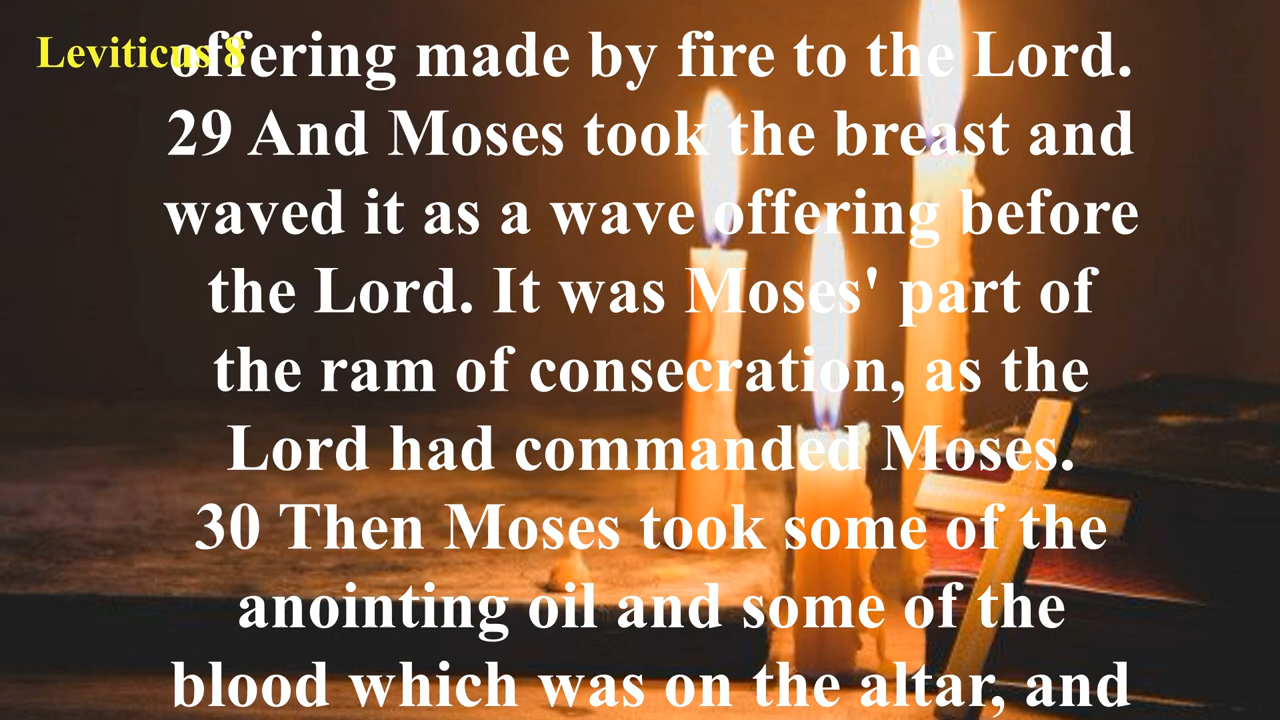 Leviticus 8
offering made by fire to the Lord.
29 And Moses took the breast and
waved it as a wave offering before
the Lord. It was Moses' part of
the ram of consecration, as the
Lord had commanded Moses.
30 Then Moses took some of the
anointing oil and some of the
blood which was on the altar, and